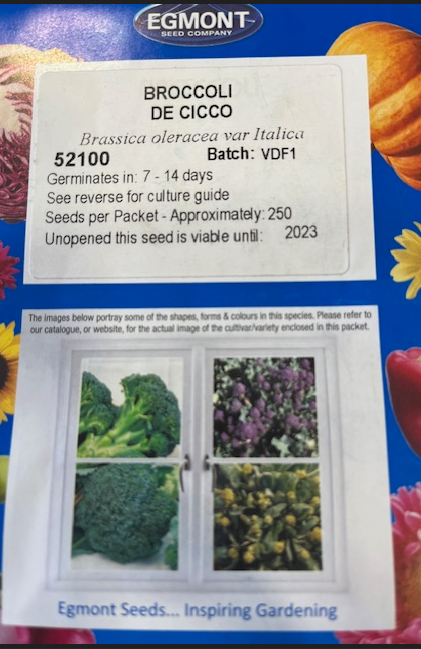 EGMONT
SEED COMPANY
BROCCOLI
DE CICCO
Brassica oleracea var Italica
52100 Batch: VDF1
Germinates in: 7 - 14 days
See reverse for culture guide
Seeds per Packet - Approximately: 250
Unopened this seed is viable until: 2023
The images below portray some of the shapes, forms & colours in this species. Please refer to
our catalogue, or website, for the actual image of the cultivar/variety enclosed in this packet.
Egmont Seeds... Inspiring Gardening